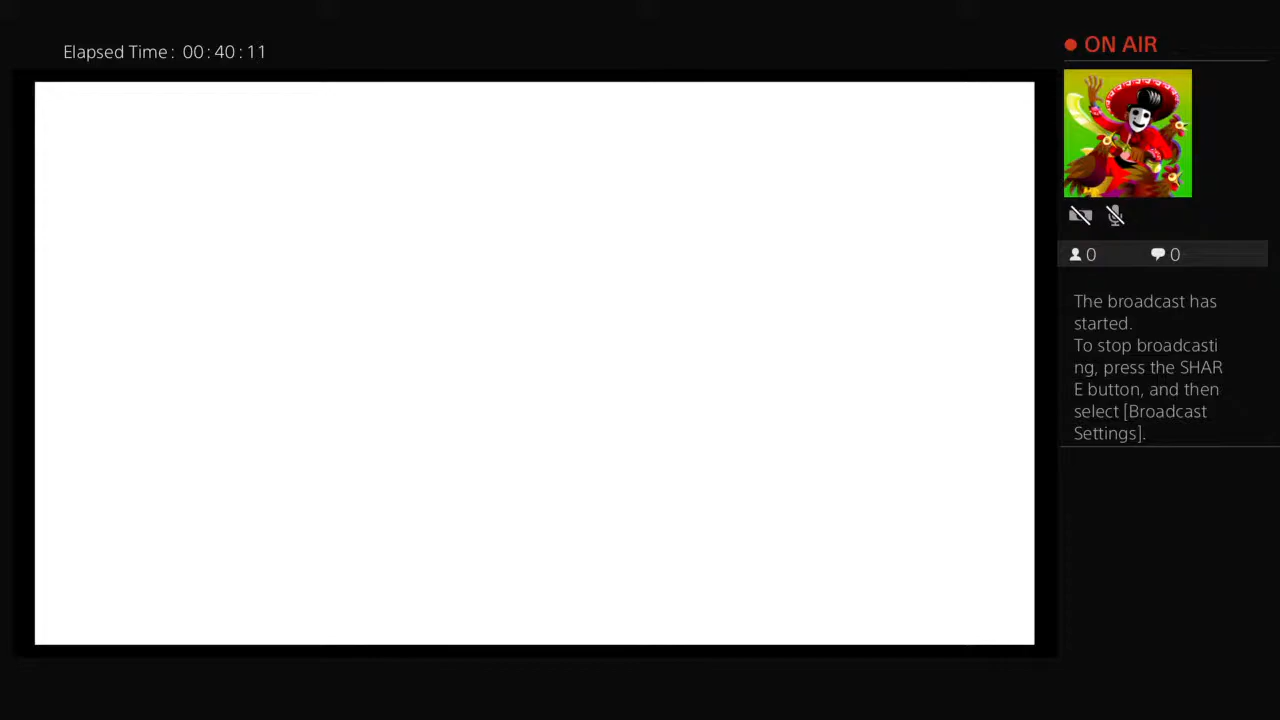 Elapsed Time: 00:40:11
ON AIR
0 0
The broadcast has
started.
To stop broadcasti
ng, press the SHAR
E button, and then
select [Broadcast
Settings].